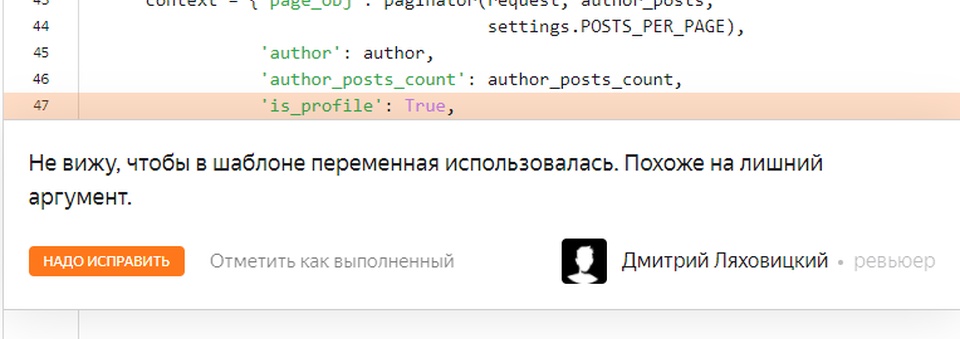 43 context = { 'page_obj': paginator(request, author_posts,
44 settings.POSTS_PER_PAGE),
45 'author': author,
46 'author_posts_count': author_posts_count,
47 'is_profile': True,
Не вижу, чтобы в шаблоне переменная использовалась. Похоже на лишний
аргумент.
НАДО ИСПРАВИТЬ Отметить как выполненный Дмитрий Ляховицкий • ревьюер